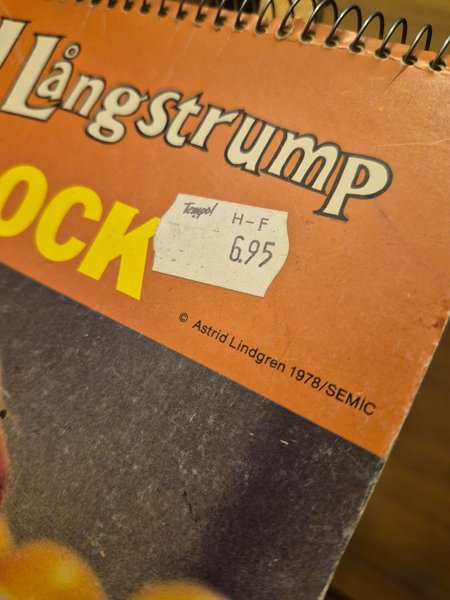 Långstrump
OCK
Tempo!
H-F
6.95
© Astrid Lindgren 1978/SEMIC